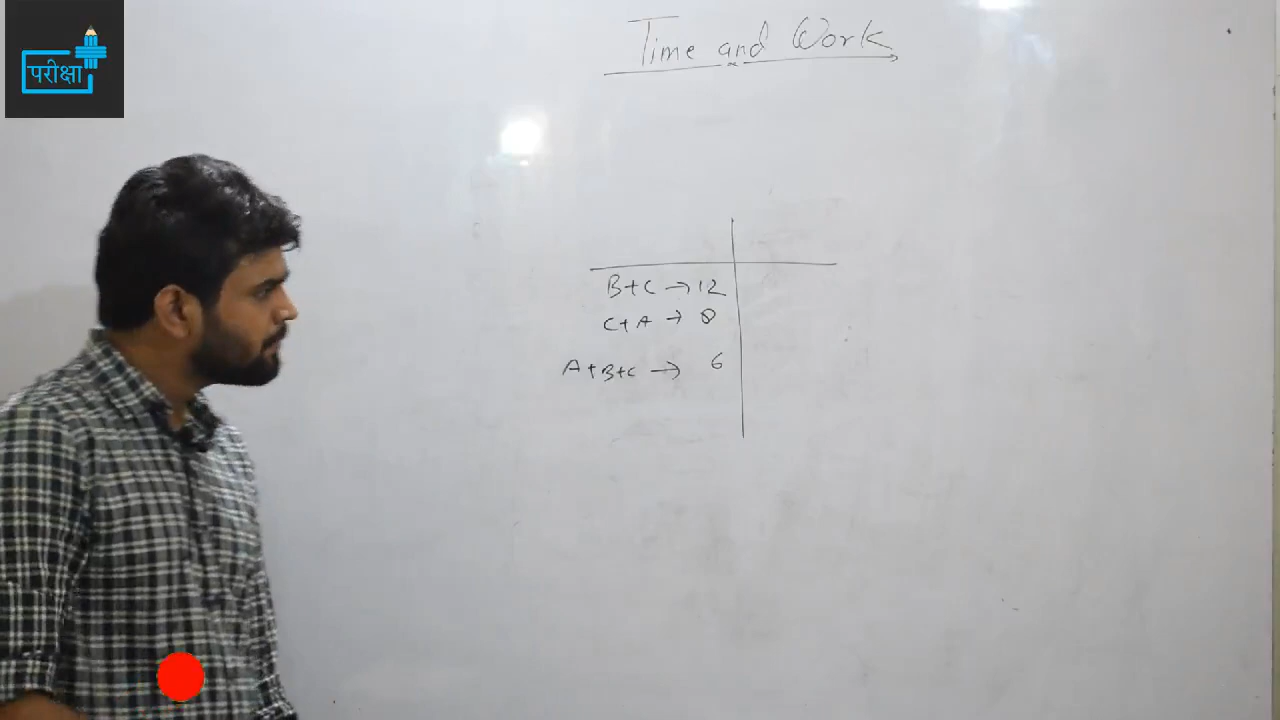 परीक्षा
Time and Work
B+C → 12
C+A → 8
A+B+C → 6